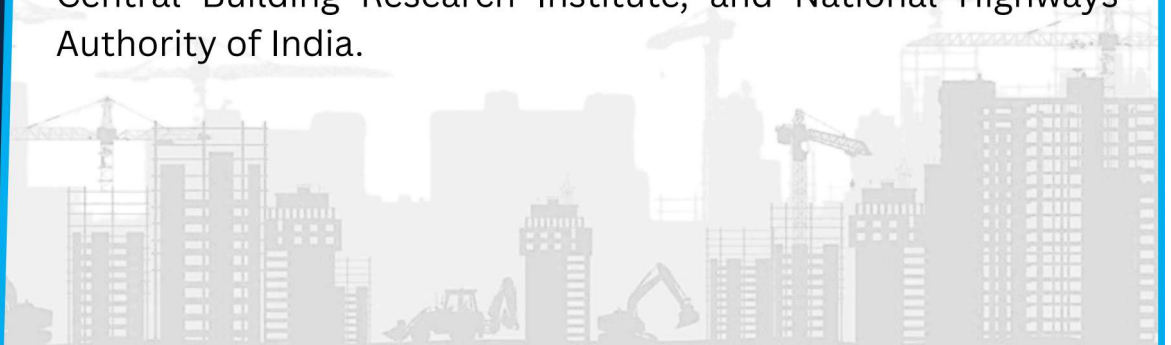 Central Building Research Institute, and National Highways
Authority of India.